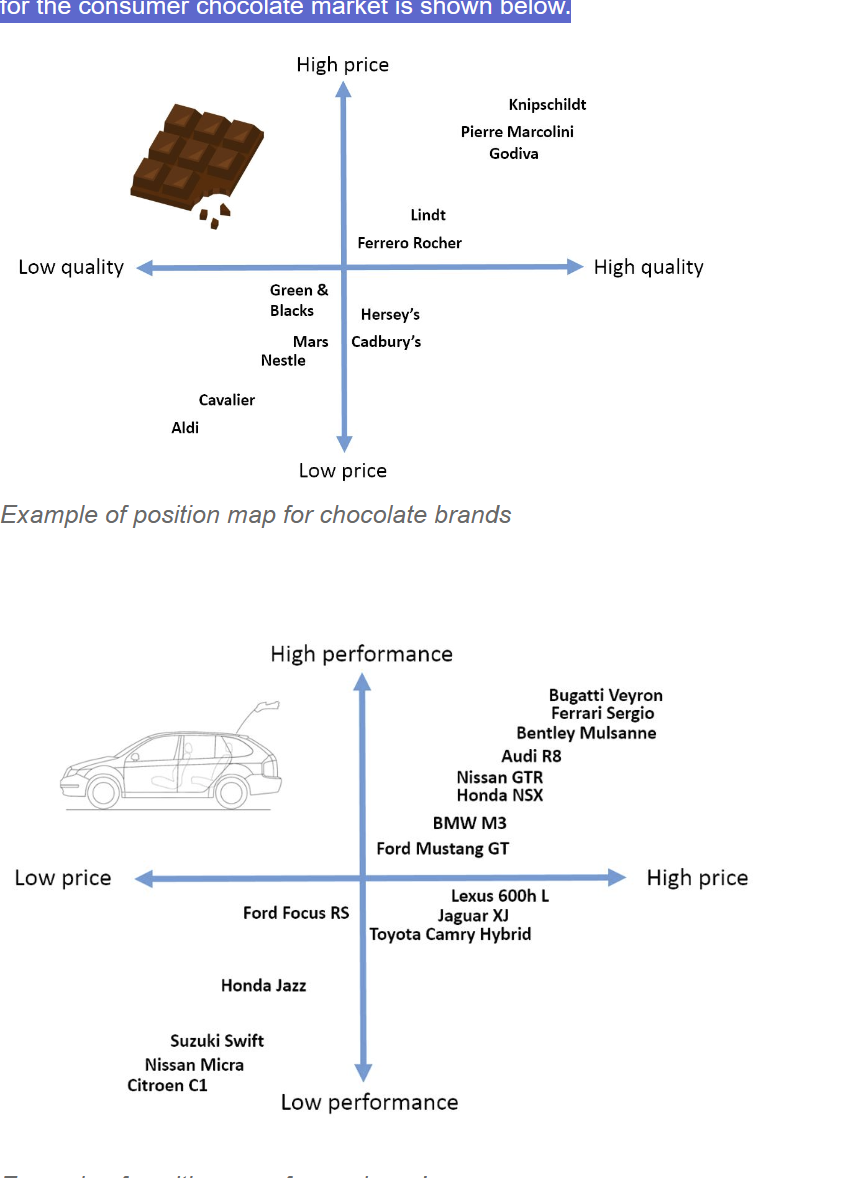 for the consumer chocolate market is shown below.
High price
Knipschildt
Pierre Marcolini
Godiva
Lindt
Ferrero Rocher
Low quality
High quality
Green &
Blacks
Hersey's
Mars
Cadbury's
Nestle
Cavalier
Aldi
Low price
Example of position map for chocolate brands
High performance
Bugatti Veyron
Ferrari Sergio
Bentley Mulsanne
Audi R8
Nissan GTR
Honda NSX
BMW M3
Ford Mustang GT
Low price
High price
Lexus 600h L
Ford Focus RS
Jaguar XJ
Toyota Camry Hybrid
Honda Jazz
Suzuki Swift
Nissan Micra
Citroen C1
Low performance